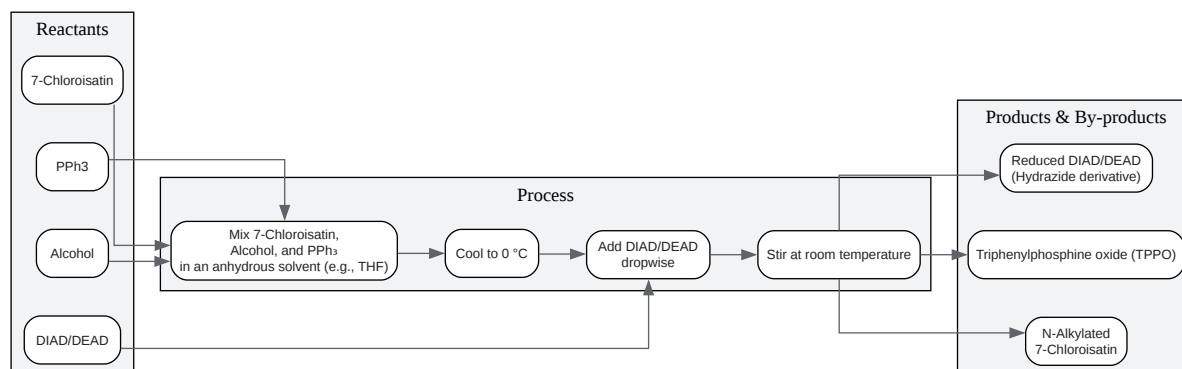 Reactants
7-Chloroisatin
PPh3
Alcohol
DIAD/DEAD
Process
Mix 7-Chloroisatin,
Alcohol, and PPh₃
in an anhydrous solvent (e.g., THF)
Cool to 0 °C
Add DIAD/DEAD
dropwise
Stir at room temperature
Products & By-products
Reduced DIAD/DEAD
(Hydrazide derivative)
Triphenylphosphine oxide (TPPO)
N-Alkylated
7-Chloroisatin